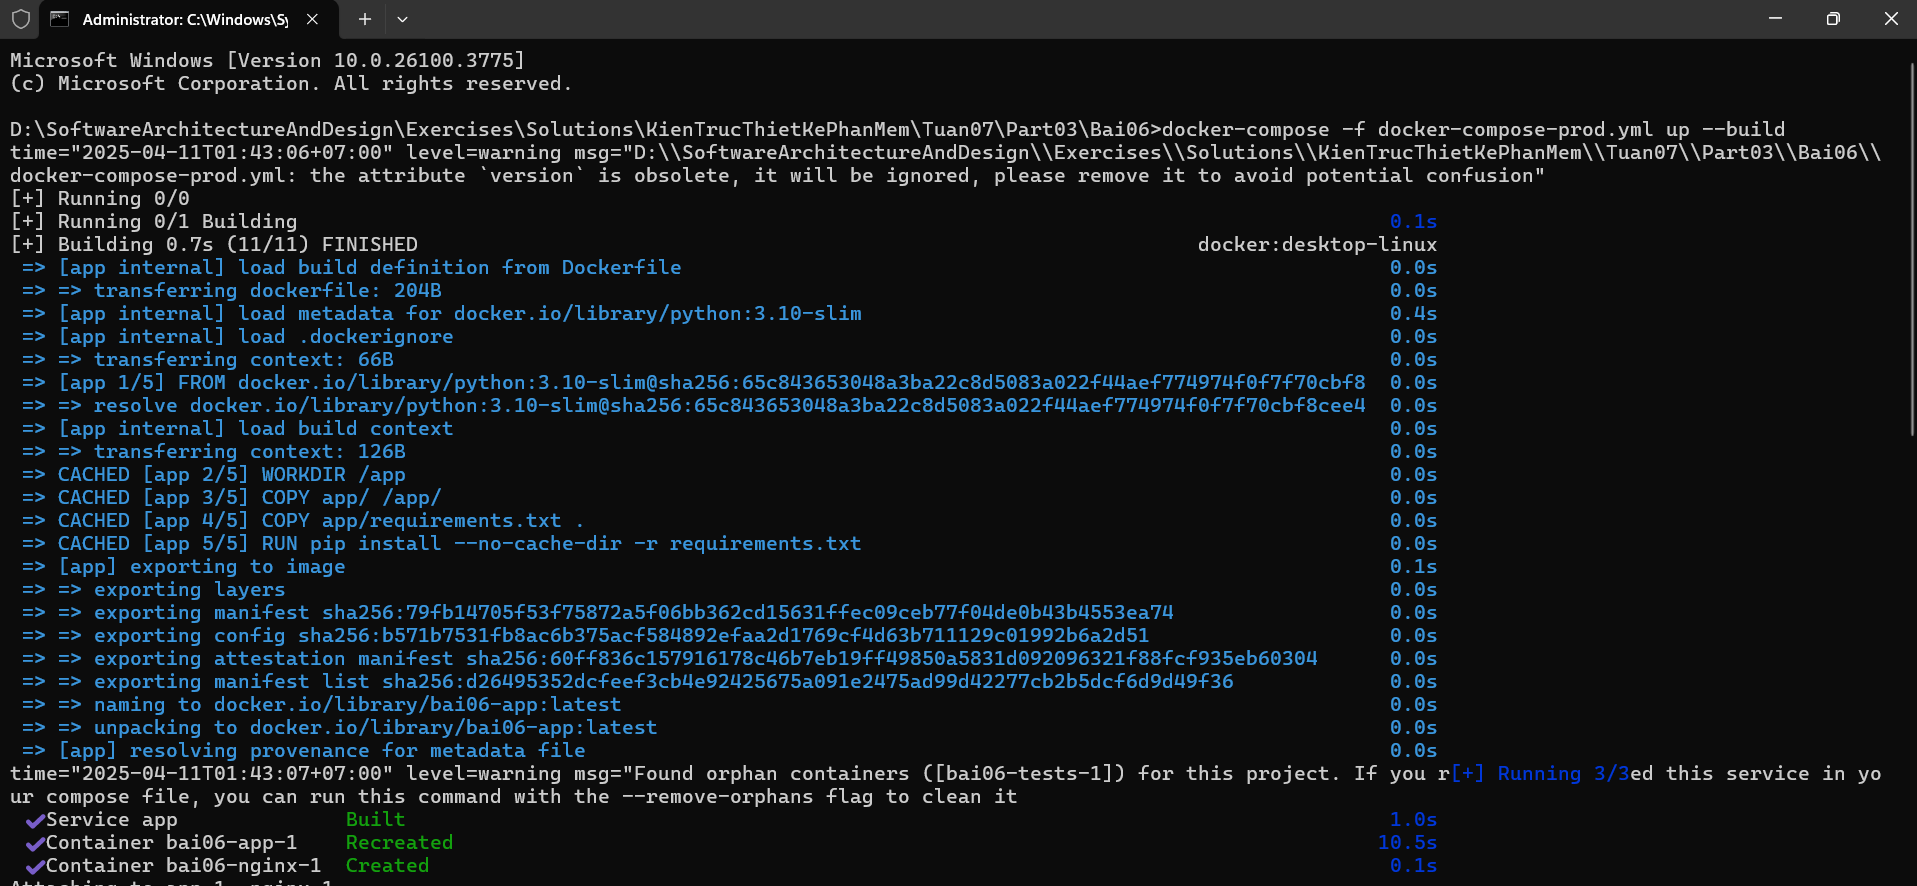 Administrator: C:\Windows\Sy
Microsoft Windows [Version 10.0.26100.3775]
(c) Microsoft Corporation. All rights reserved.
D:\SoftwareArchitectureAndDesign\Exercises\Solutions\KienTrucThietKePhanMem\Tuan07\Part03\Bai06>docker-compose -f docker-compose-prod.yml up --build
time="2025-04-11T01:43:06+07:00" level=warning msg="D:\\SoftwareArchitectureAndDesign\\Exercises\\Solutions\\KienTrucThietKePhanMem\\Tuan07\\Part03\\Bai06\\
docker-compose-prod.yml: the attribute `version` is obsolete, it will be ignored, please remove it to avoid potential confusion"
[+] Running 0/0
[+] Running 0/1 Building 0.1s
[+] Building 0.7s (11/11) FINISHED docker:desktop-linux
=> [app internal] load build definition from Dockerfile 0.0s
=> => transferring dockerfile: 204B 0.0s
=> [app internal] load metadata for docker.io/library/python:3.10-slim 0.4s
=> [app internal] load .dockerignore 0.0s
=> => transferring context: 66B 0.0s
=> [app 1/5] FROM docker.io/library/python:3.10-slim@sha256:65c843653048a3ba22c8d5083a022f44aef774974f0f7f70cbf8 0.0s
=> => resolve docker.io/library/python:3.10-slim@sha256:65c843653048a3ba22c8d5083a022f44aef774974f0f7f70cbf8cee4 0.0s
=> [app internal] load build context 0.0s
=> => transferring context: 126B 0.0s
=> CACHED [app 2/5] WORKDIR /app 0.0s
=> CACHED [app 3/5] COPY app/ /app/ 0.0s
=> CACHED [app 4/5] COPY app/requirements.txt . 0.0s
=> CACHED [app 5/5] RUN pip install --no-cache-dir -r requirements.txt 0.0s
=> [app] exporting to image 0.1s
=> => exporting layers 0.0s
=> => exporting manifest sha256:79fb14705f53f75872a5f06bb362cd15631ffec09ceb77f04de0b43b4553ea74 0.0s
=> => exporting config sha256:b571b7531fb8ac6b375acf584892efaa2d1769cf4d63b711129c01992b6a2d51 0.0s
=> => exporting attestation manifest sha256:60ff836c157916178c46b7eb19ff49850a5831d092096321f88fcf935eb60304 0.0s
=> => exporting manifest list sha256:d26495352dcfeef3cb4e92425675a091e2475ad99d42277cb2b5dcf6d9d49f36 0.0s
=> => naming to docker.io/library/bai06-app:latest 0.0s
=> => unpacking to docker.io/library/bai06-app:latest 0.0s
=> [app] resolving provenance for metadata file 0.0s
time="2025-04-11T01:43:07+07:00" level=warning msg="Found orphan containers ([bai06-tests-1]) for this project. If you r[+] Running 3/3ed this service in yo
ur compose file, you can run this command with the --remove-orphans flag to clean it
✔Service app Built 1.0s
✔Container bai06-app-1 Recreated 10.5s
✔Container bai06-nginx-1 Created 0.1s
Attaching to app-1, nginx-1